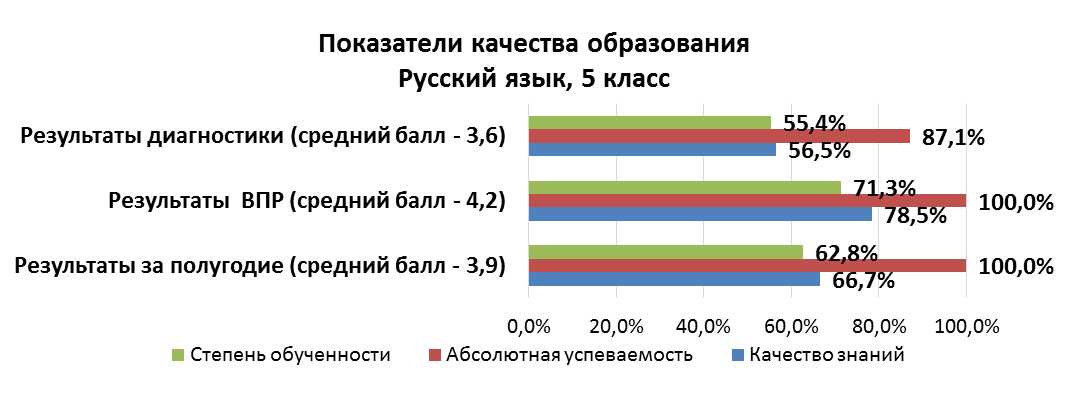 Показатели качества образования
Русский язык, 5 класс
Результаты диагностики (средний балл - 3,6)
55,4%
87,1%
56,5%
Результаты  ВПР (средний балл - 4,2)
71,3%
100,0%
78,5%
Результаты за полугодие (средний балл - 3,9)
62,8%
100,0%
66,7%
0,0% 20,0% 40,0% 60,0% 80,0% 100,0%
Степень обученности Абсолютная успеваемость Качество знаний